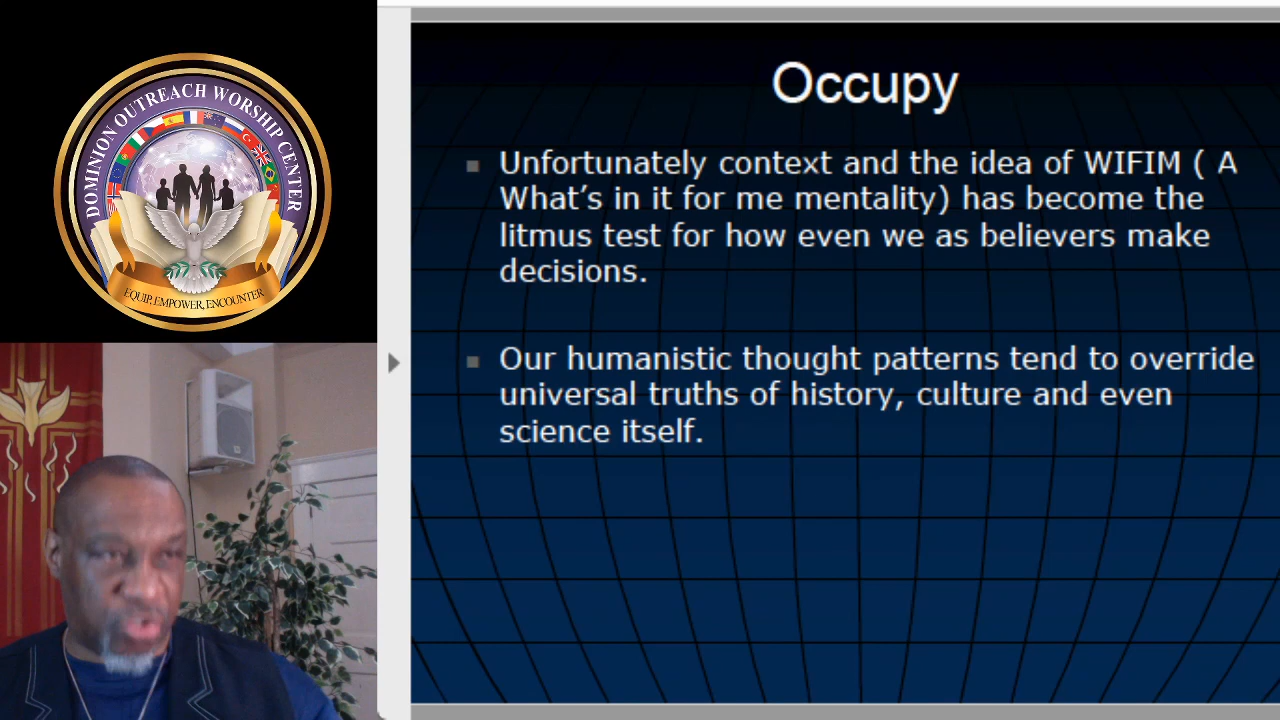 DOMINION OUTREACH WORSHIP CENTER
EQUIP, EMPOWER, ENCOUNTER
Occupy
Unfortunately context and the idea of WIFIM ( A
What's in it for me mentality) has become the
litmus test for how even we as believers make
decisions.
Our humanistic thought patterns tend to override
universal truths of history, culture and even
science itself.